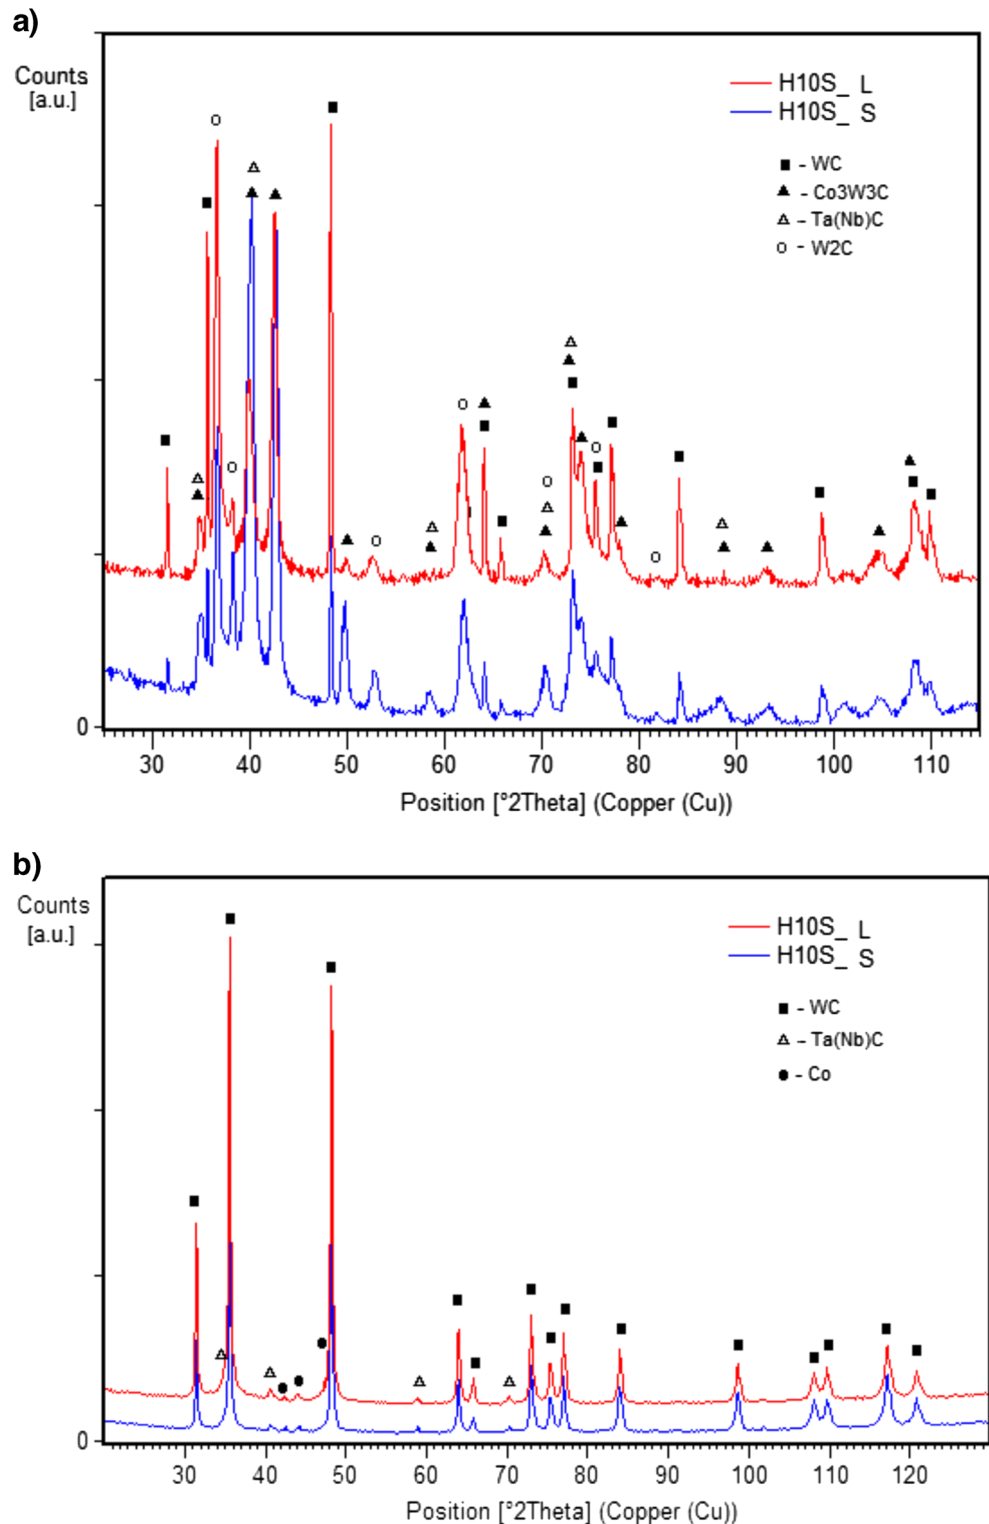 a)
Counts
[a.u.]
H10S_ L
H10S_ S
■ - WC
▲ - Co3W3C
△ - Ta(Nb)C
○ - W2C
0
30 40 50 60 70 80 90 100 110
Position [°2Theta] (Copper (Cu))
b)
Counts
[a.u.]
H10S_ L
H10S_ S
■ - WC
△ - Ta(Nb)C
● - Co
0
30 40 50 60 70 80 90 100 110 120
Position [°2Theta] (Copper (Cu))